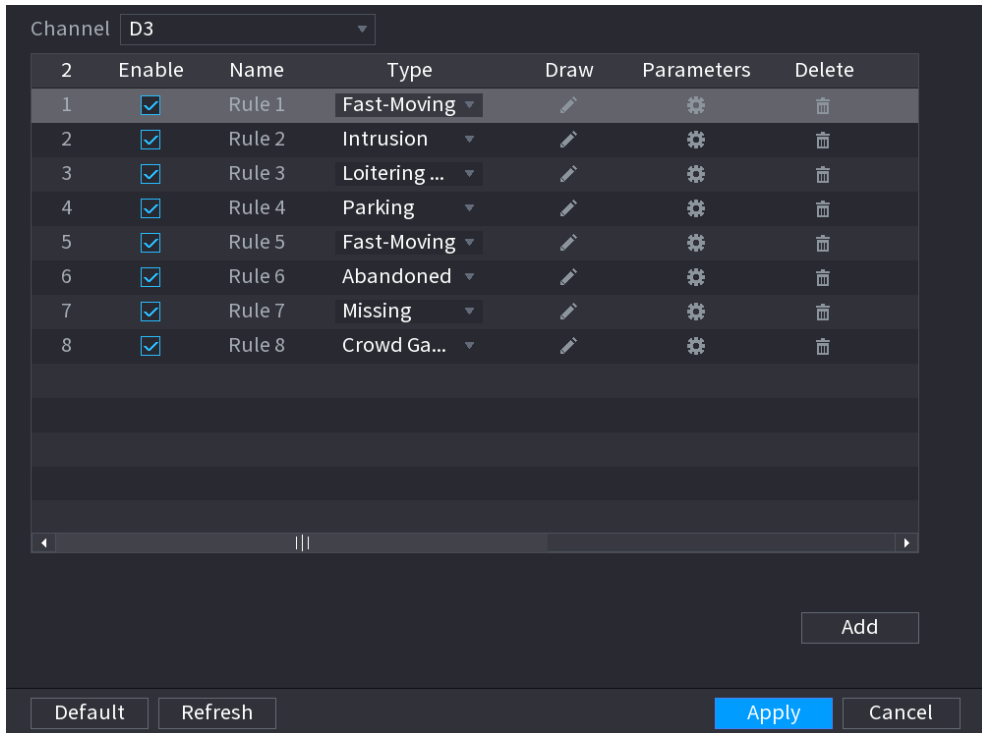 Channel D3
2 Enable Name Type Draw Parameters Delete
1 Rule 1 Fast-Moving
2 Rule 2 Intrusion
3 Rule 3 Loitering ...
4 Rule 4 Parking
5 Rule 5 Fast-Moving
6 Rule 6 Abandoned
7 Rule 7 Missing
8 Rule 8 Crowd Ga...
Add
Default Refresh Apply Cancel